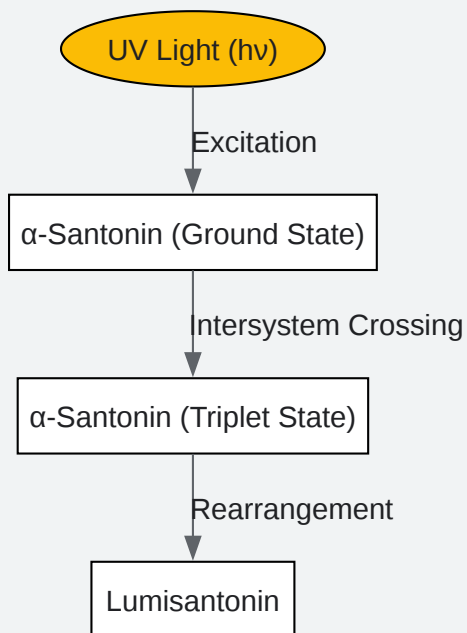 UV Light (hν)
Excitation
α-Santonin (Ground State)
Intersystem Crossing
α-Santonin (Triplet State)
Rearrangement
Lumisantonin